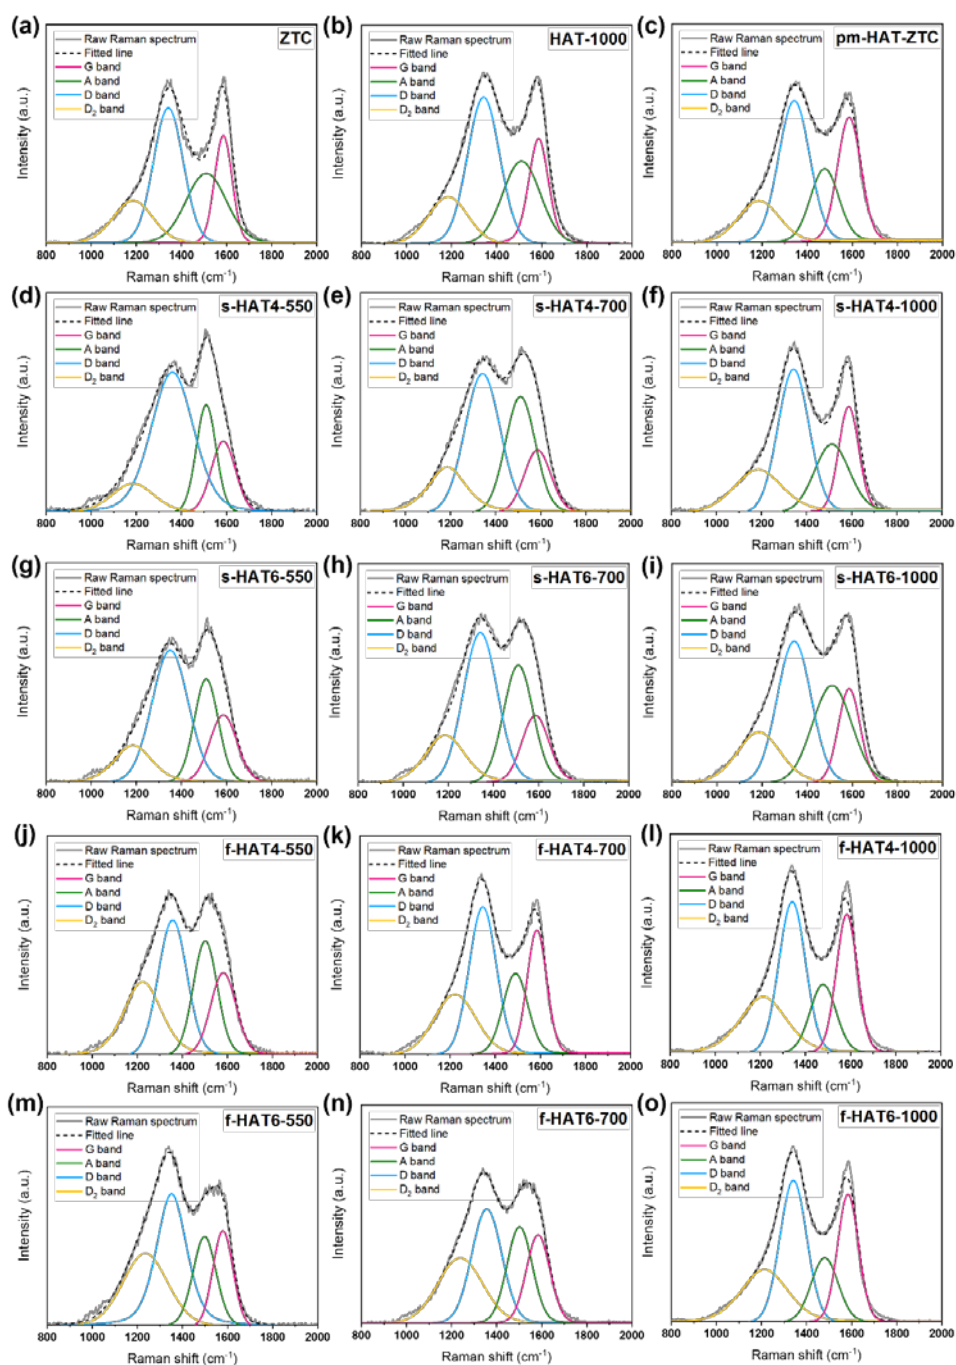 (a)
ZTC
Raw Raman spectrum
Fitted line
G band
A band
D band
D2 band
Intensity (a.u.)
800 1000 1200 1400 1600 1800 2000
Raman shift (cm-1)
(b)
HAT-1000
Raw Raman spectrum
Fitted line
G band
A band
D band
D2 band
Intensity (a.u.)
800 1000 1200 1400 1600 1800 2000
Raman shift (cm-1)
(c)
pm-HAT-ZTC
Raw Raman spectrum
Fitted line
G band
A band
D band
D2 band
Intensity (a.u.)
800 1000 1200 1400 1600 1800 2000
Raman shift (cm-1)
(d)
s-HAT4-550
Raw Raman spectrum
Fitted line
G band
A band
D band
D2 band
Intensity (a.u.)
800 1000 1200 1400 1600 1800 2000
Raman shift (cm-1)
(e)
s-HAT4-700
Raw Raman spectrum
Fitted line
G band
A band
D band
D2 band
Intensity (a.u.)
800 1000 1200 1400 1600 1800 2000
Raman shift (cm-1)
(f)
s-HAT4-1000
Raw Raman spectrum
Fitted line
G band
A band
D band
D2 band
Intensity (a.u.)
800 1000 1200 1400 1600 1800 2000
Raman shift (cm-1)
(g)
s-HAT6-550
Raw Raman spectrum
Fitted line
G band
A band
D band
D2 band
Intensity (a.u.)
800 1000 1200 1400 1600 1800 2000
Raman shift (cm-1)
(h)
s-HAT6-700
Raw Raman spectrum
Fitted line
G band
A band
D band
D2 band
Intensity (a.u.)
800 1000 1200 1400 1600 1800 2000
Raman shift (cm-1)
(i)
s-HAT6-1000
Raw Raman spectrum
Fitted line
G band
A band
D band
D2 band
Intensity (a.u.)
800 1000 1200 1400 1600 1800 2000
Raman shift (cm-1)
(j)
f-HAT4-550
Raw Raman spectrum
Fitted line
G band
A band
D band
D2 band
Intensity (a.u.)
800 1000 1200 1400 1600 1800 2000
Raman shift (cm-1)
(k)
f-HAT4-700
Raw Raman spectrum
Fitted line
G band
A band
D band
D2 band
Intensity (a.u.)
800 1000 1200 1400 1600 1800 2000
Raman shift (cm-1)
(l)
f-HAT4-1000
Raw Raman spectrum
Fitted line
G band
A band
D band
D2 band
Intensity (a.u.)
800 1000 1200 1400 1600 1800 2000
Raman shift (cm-1)
(m)
f-HAT6-550
Raw Raman spectrum
Fitted line
G band
A band
D band
D2 band
Intensity (a.u.)
800 1000 1200 1400 1600 1800 2000
Raman shift (cm-1)
(n)
f-HAT6-700
Raw Raman spectrum
Fitted line
G band
A band
D band
D2 band
Intensity (a.u.)
800 1000 1200 1400 1600 1800 2000
Raman shift (cm-1)
(o)
f-HAT6-1000
Raw Raman spectrum
Fitted line
G band
A band
D band
D2 band
Intensity (a.u.)
800 1000 1200 1400 1600 1800 2000
Raman shift (cm-1)